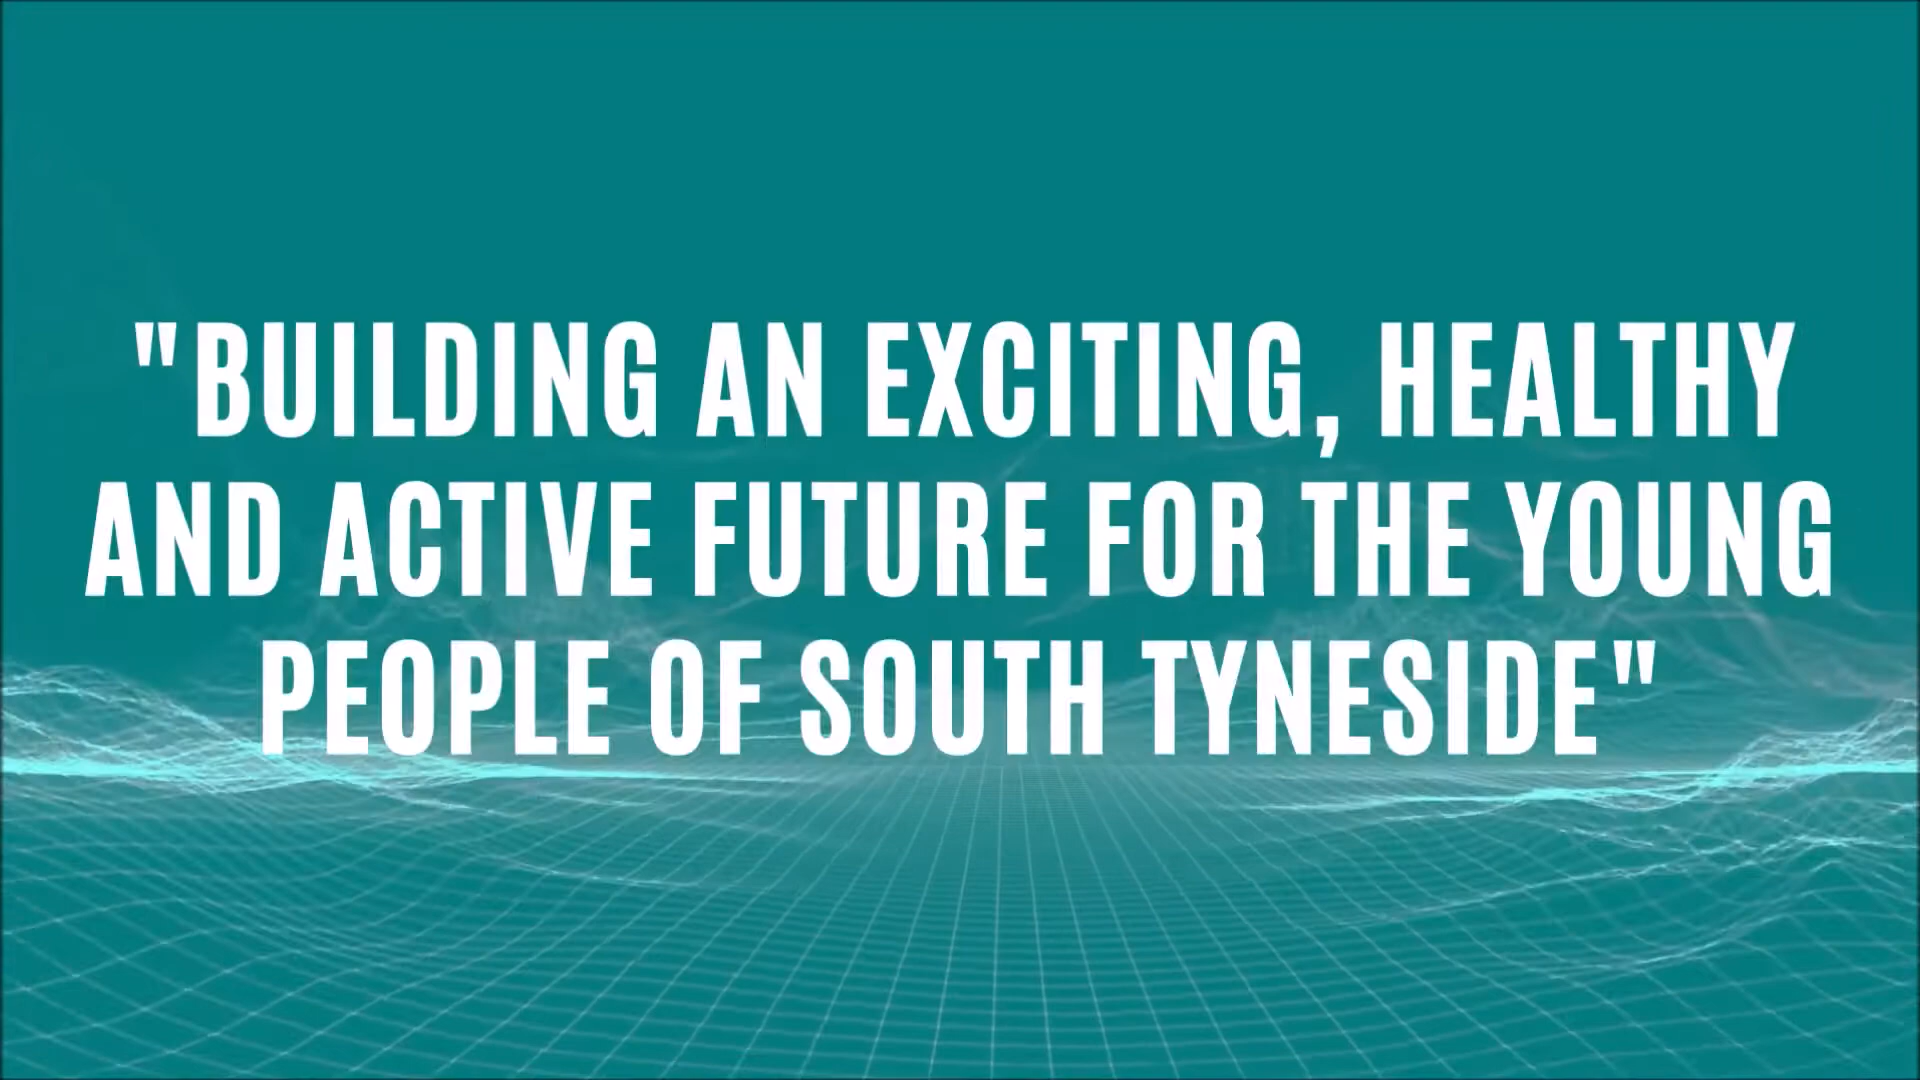 "BUILDING AN EXCITING, HEALTHY
AND ACTIVE FUTURE FOR THE YOUNG
PEOPLE OF SOUTH TYNESIDE"